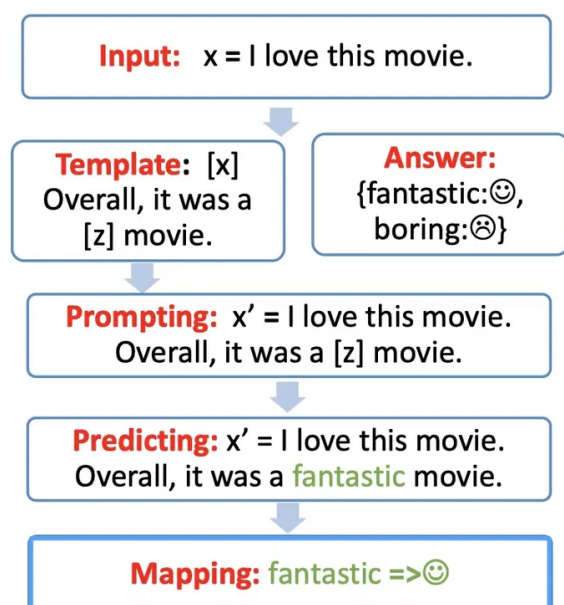 Input: x = I love this movie.
Template: [x]
Overall, it was a
[z] movie.
Answer:
{fantastic:☺,
boring:☹}
Prompting: x′ = I love this movie.
Overall, it was a [z] movie.
Predicting: x′ = I love this movie.
Overall, it was a fantastic movie.
Mapping: fantastic =>☺